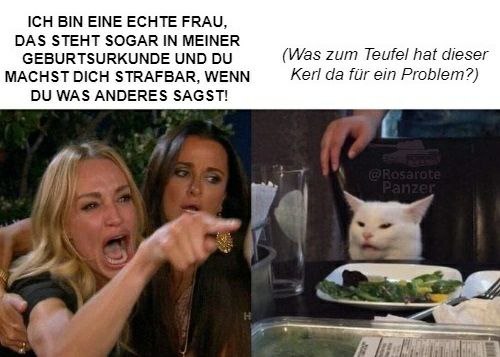 ICH BIN EINE ECHTE FRAU,
DAS STEHT SOGAR IN MEINER
GEBURTSURKUNDE UND DU
MACHST DICH STRAFBAR, WENN
DU WAS ANDERES SAGST!
(Was zum Teufel hat dieser
Kerl da für ein Problem?)
@Rosarote
Panzer